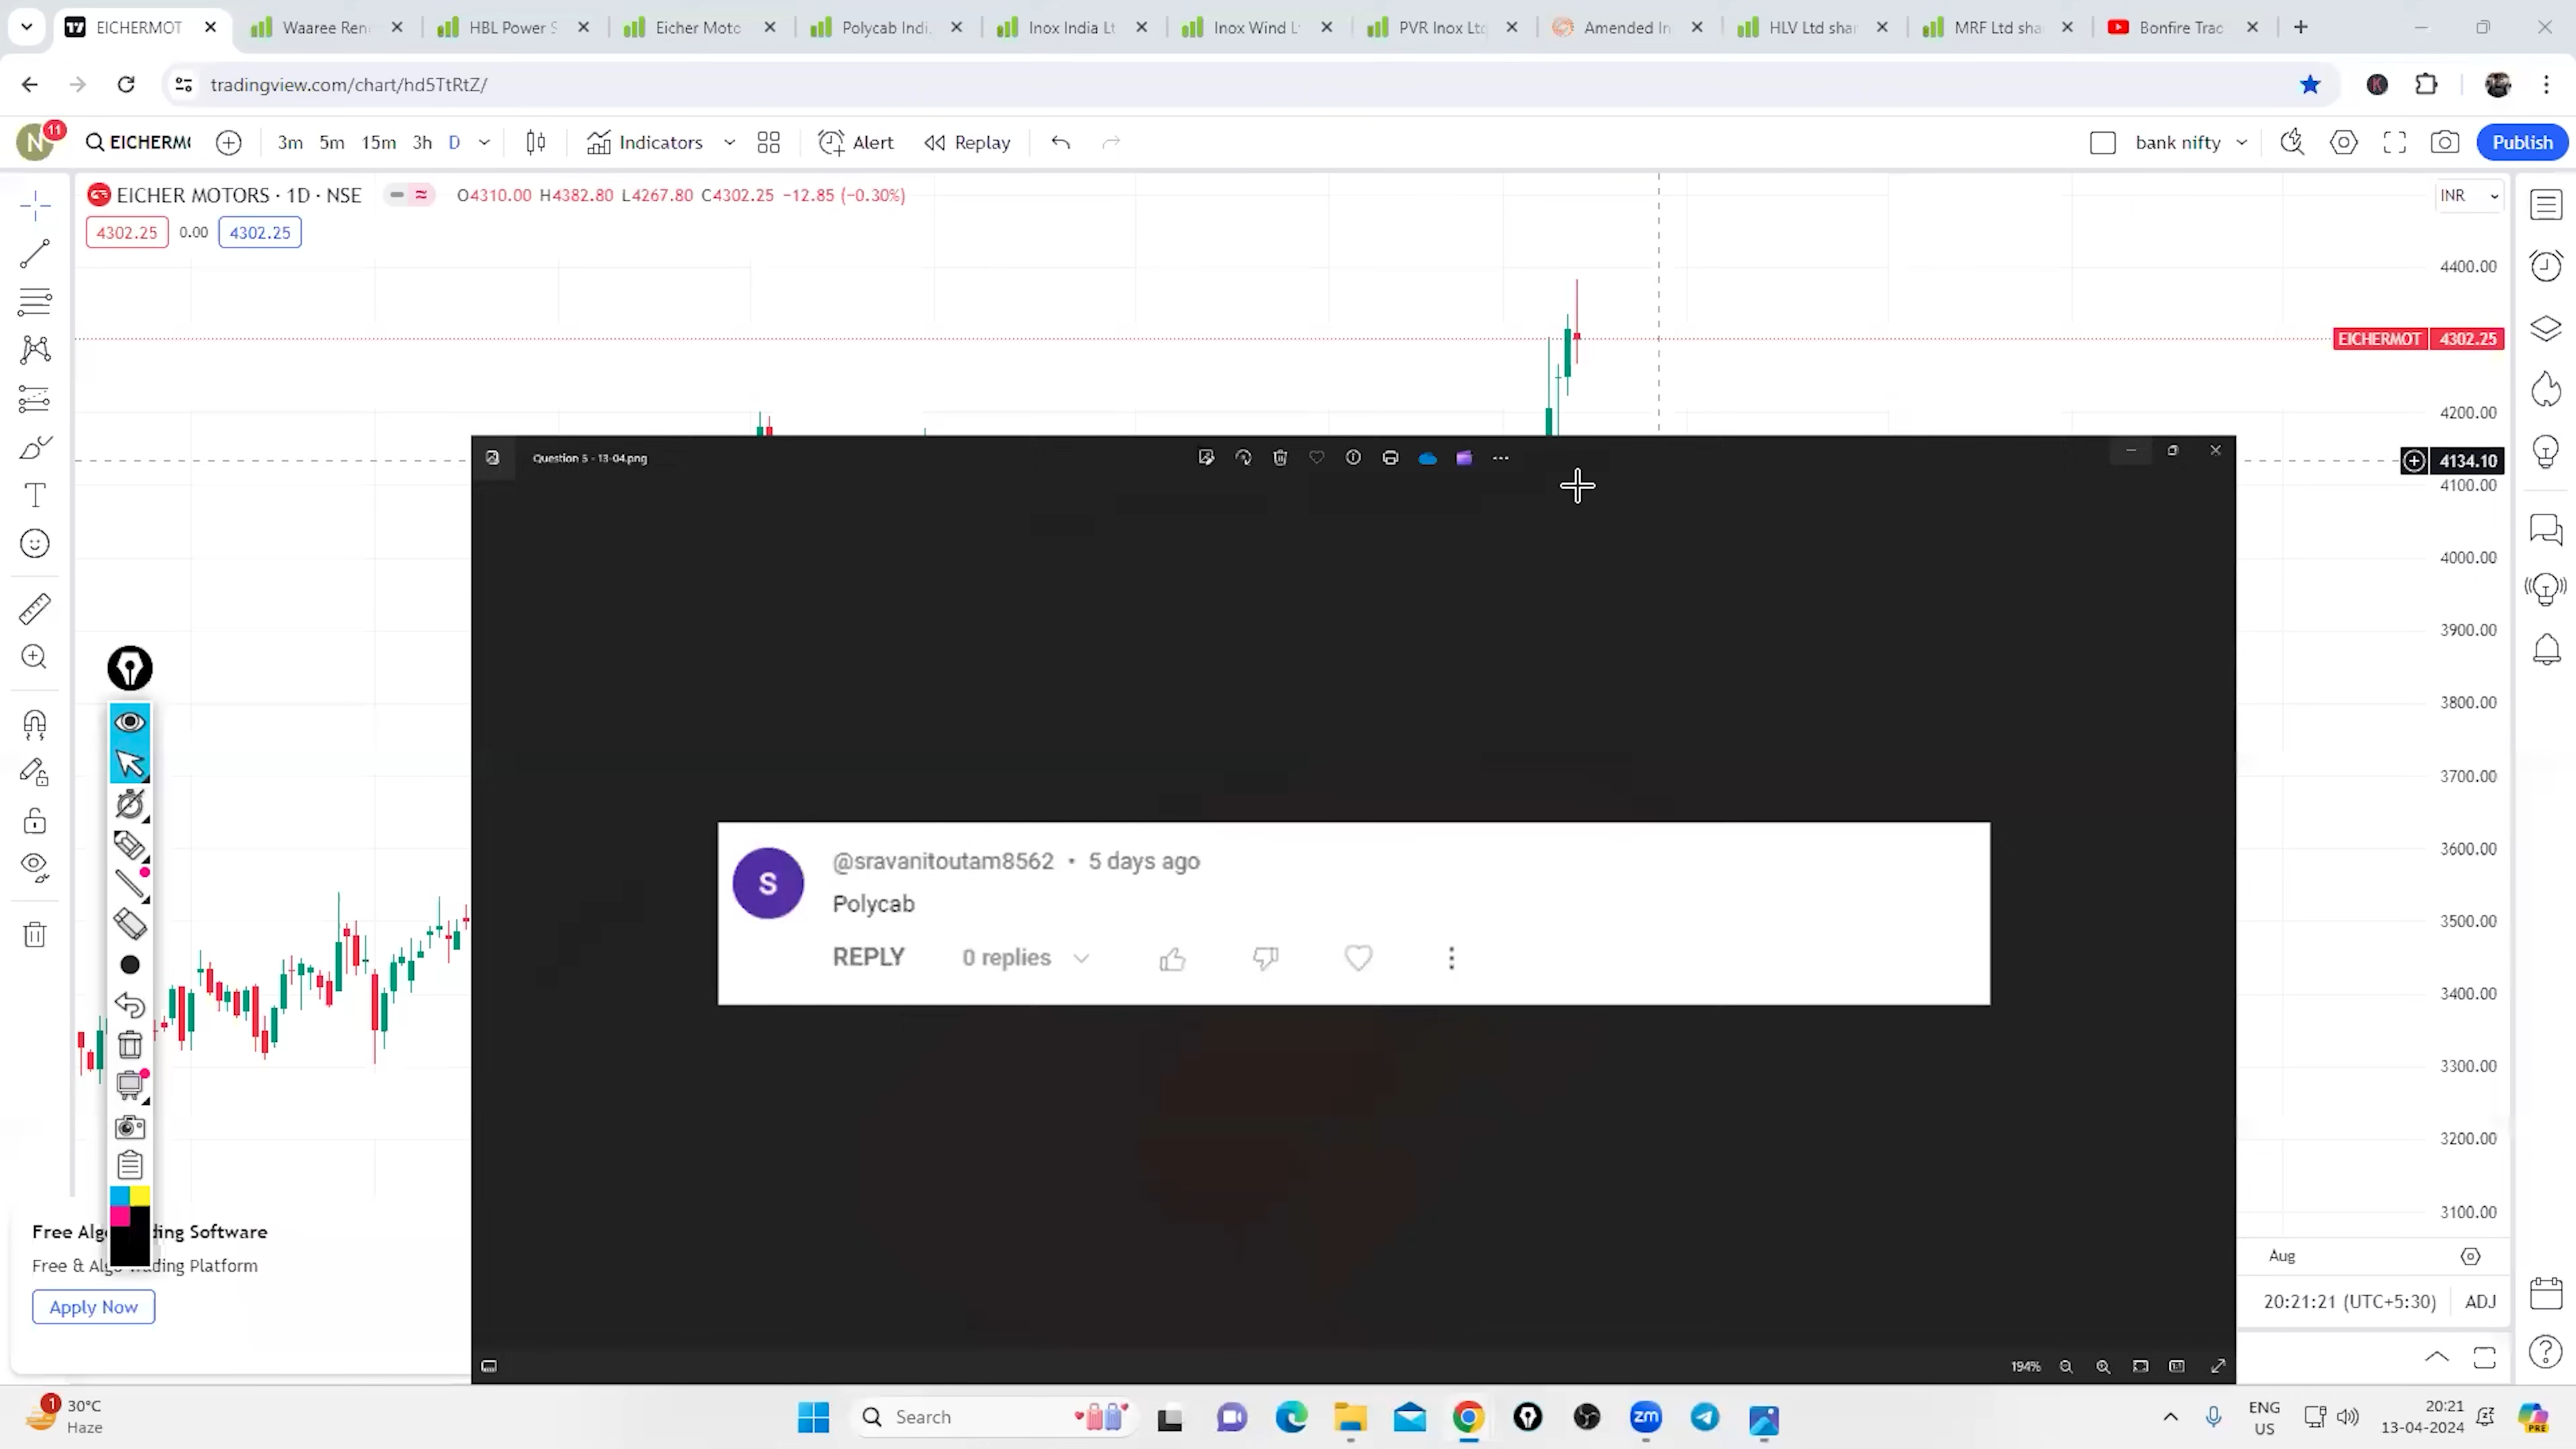 EICHERMOT
Waaree Ren
HBL Power S
Eicher Moto
Polycab Indi
Inox India Lt
Inox Wind L
PVR Inox Ltd
Amended In
HLV Ltd shar
MRF Ltd sha
Bonfire Trac
tradingview.com/chart/hd5TtRtZ/
N
11
EICHERM
3m 5m 15m 3h D
Indicators
Alert
Replay
bank nifty
Publish
EICHER MOTORS · 1D · NSE
O4310.00 H4382.80 L4267.80 C4302.25 −12.85 (−0.30%)
INR
4302.25 0.00 4302.25
4400.00
EICHERMOT 4302.25
4200.00
4134.10
4100.00
4000.00
3900.00
3800.00
3700.00
3600.00
3500.00
3400.00
3300.00
3200.00
3100.00
Question 5 - 13-04.png
S
@sravanitoutam8562 • 5 days ago
Polycab
REPLY 0 replies
194%
Free Alg ding Software
Free & Algo Trading Platform
Apply Now
Aug
20:21:21 (UTC+5:30) ADJ
1
30°C
Haze
Search
zm
ENG
US
20:21
13-04-2024
PRE